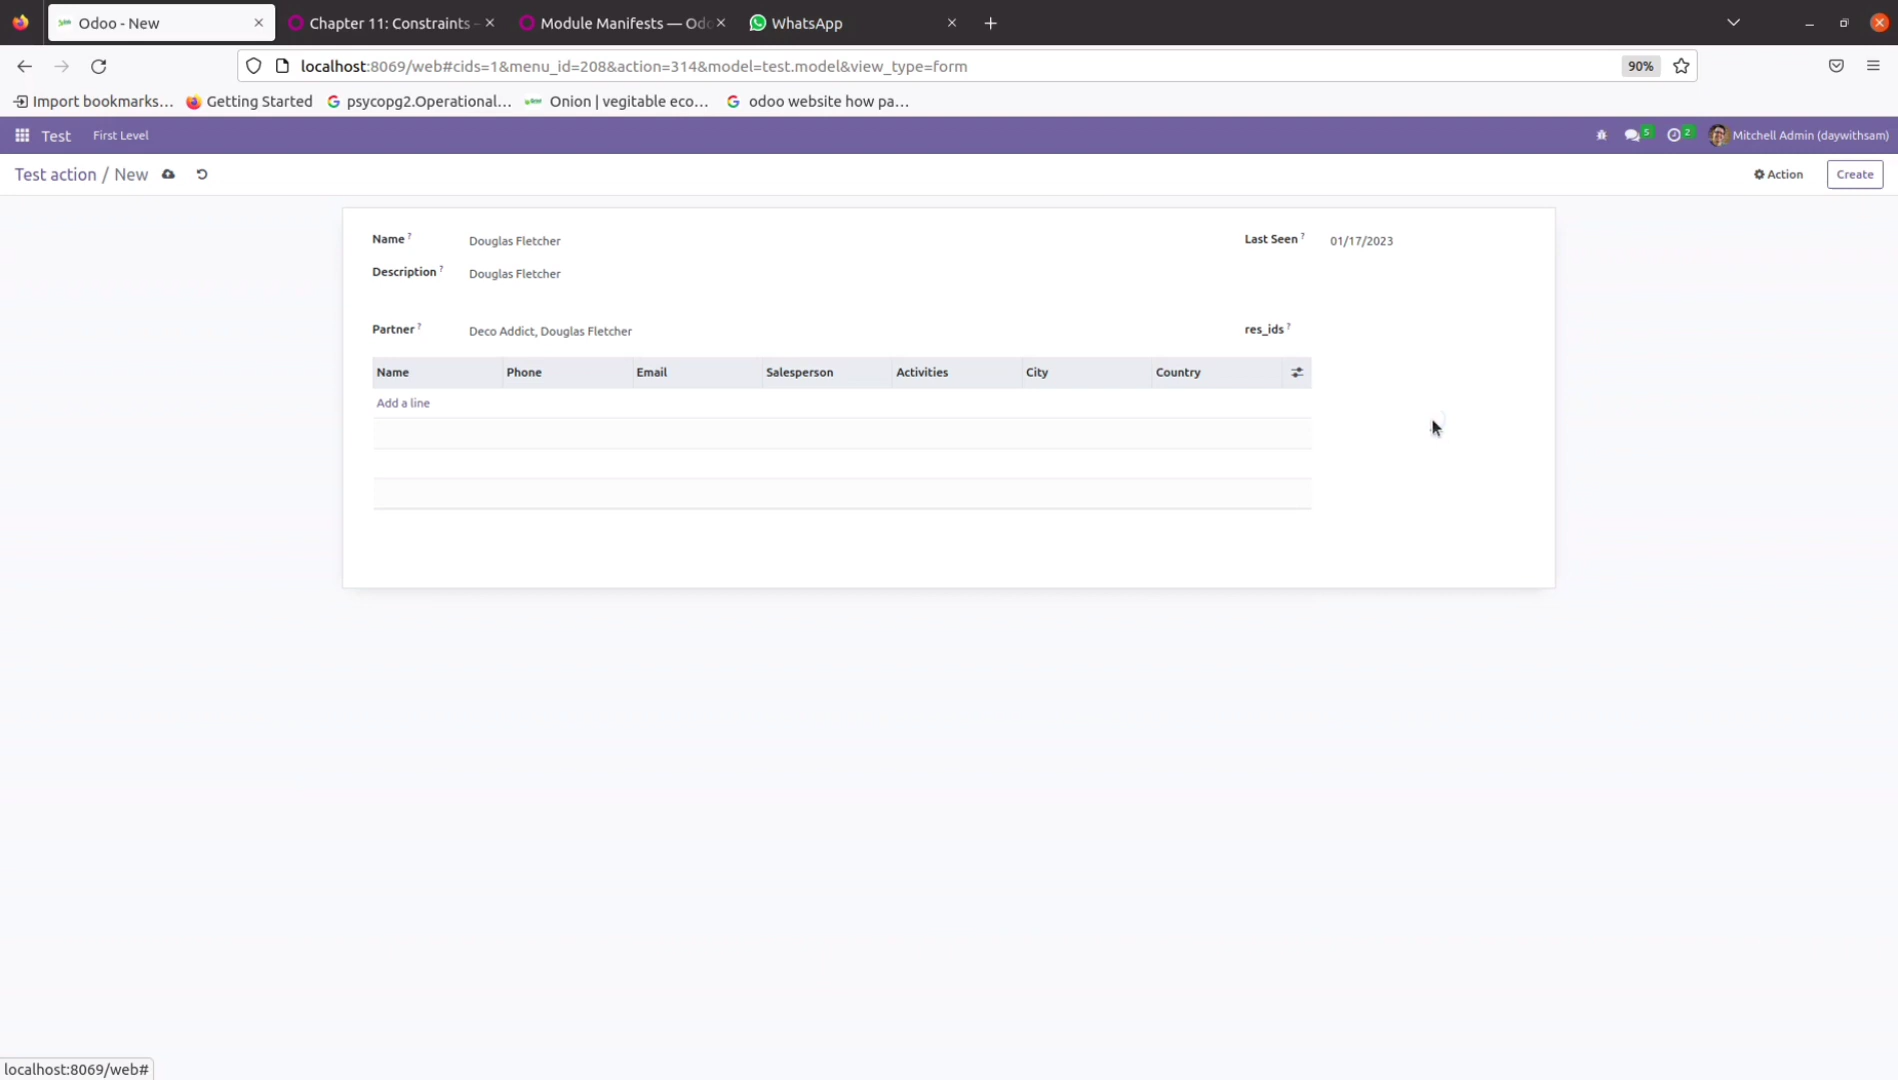 Odoo - New
Chapter 11: Constraints -
Module Manifests — Odo
WhatsApp
localhost:8069/web#cids=1&menu_id=208&action=314&model=test.model&view_type=form
90%
Import bookmarks...
Getting Started
psycopg2.Operational...
Onion | vegitable eco...
odoo website how pa...
Test
First Level
5
2
Mitchell Admin (daywithsam)
Test action / New
Action
Create
Name ?
Douglas Fletcher
Last Seen ?
01/17/2023
Description ?
Douglas Fletcher
Partner ?
Deco Addict, Douglas Fletcher
res_ids ?
Name
Phone
Email
Salesperson
Activities
City
Country
Add a line
localhost:8069/web#